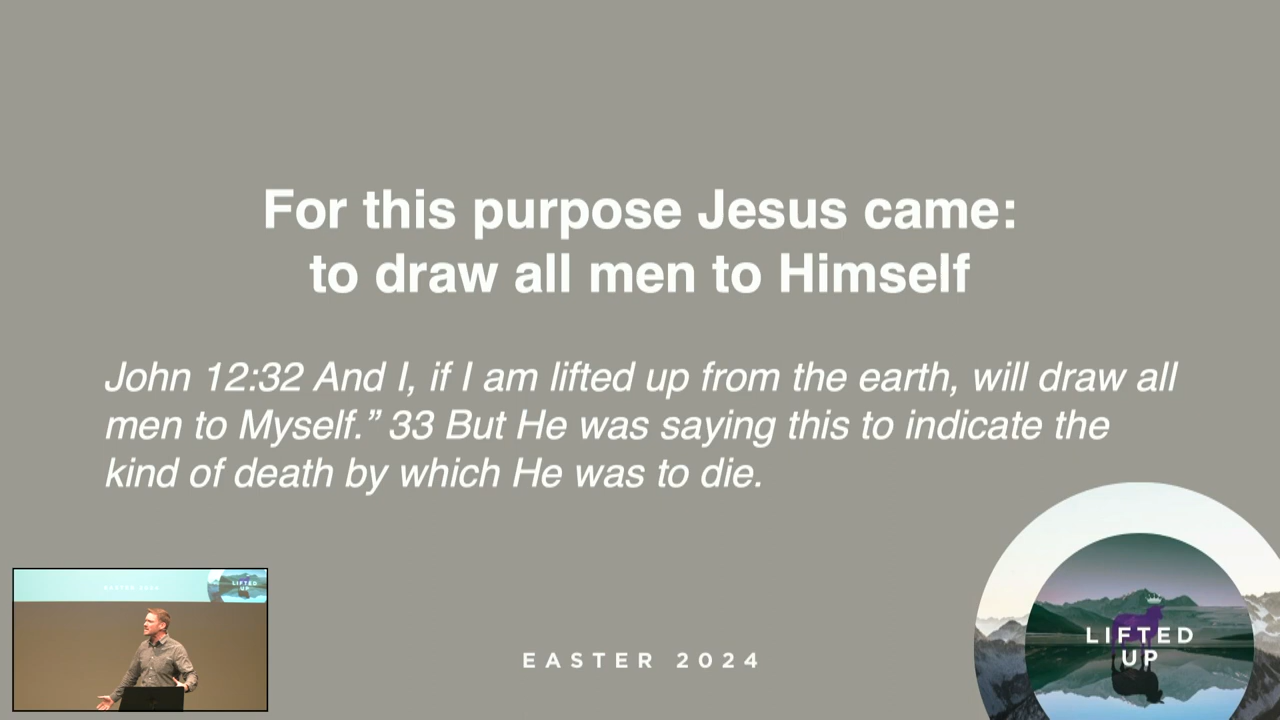 For this purpose Jesus came:
to draw all men to Himself
John 12:32 And I, if I am lifted up from the earth, will draw all
men to Myself.” 33 But He was saying this to indicate the
kind of death by which He was to die.
LIFTED
UP
EASTER 2024
LIFTED
UP